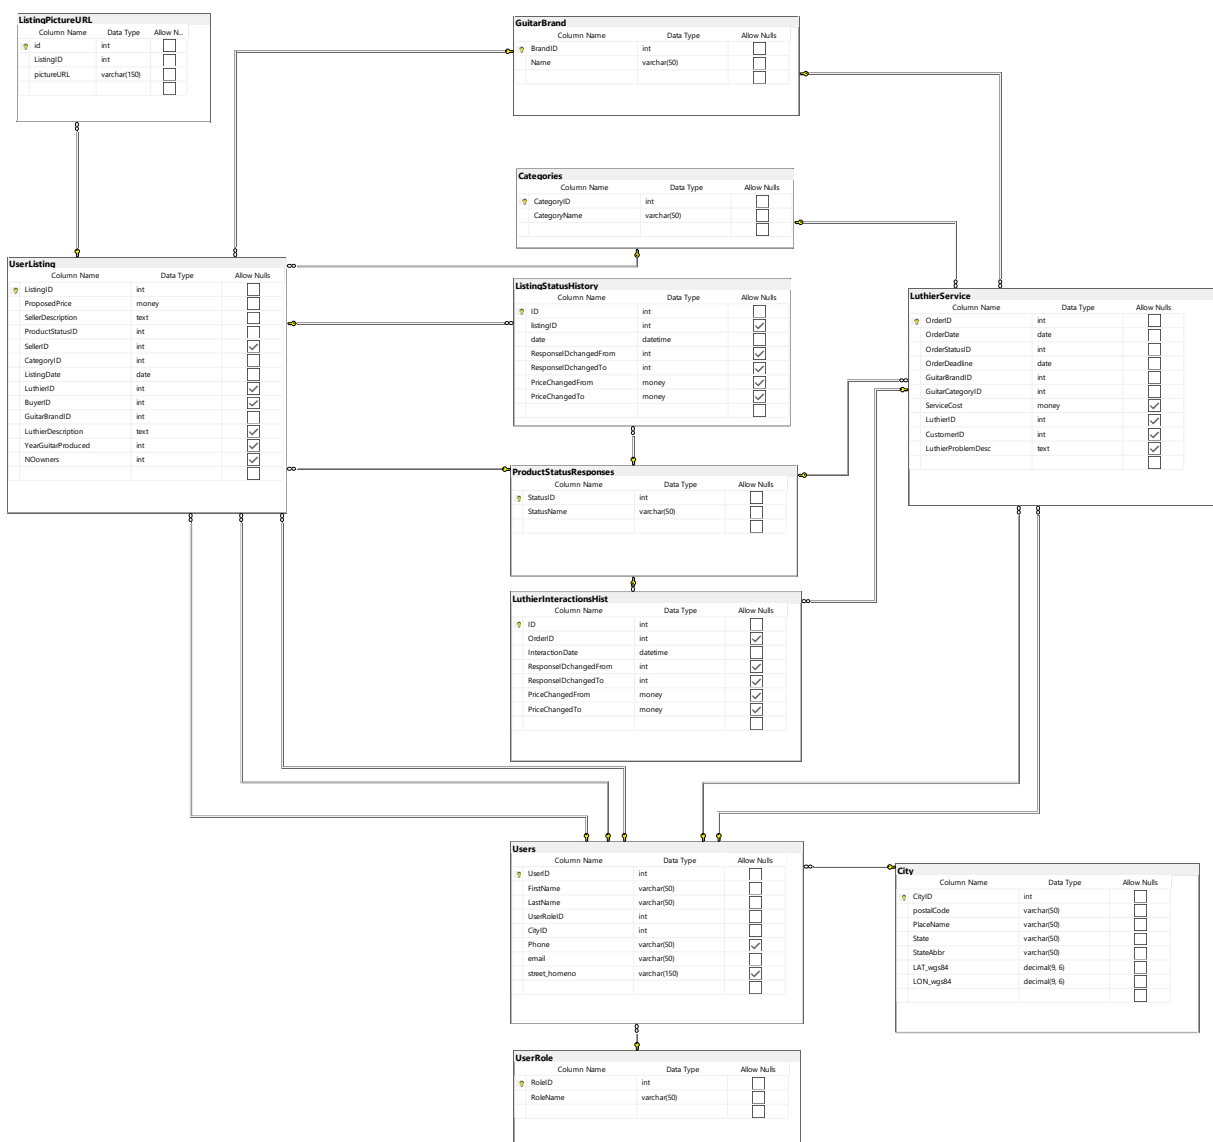 ListingPictureURL
Column Name Data Type Allow N...
id int
ListingID int
pictureURL varchar(150)
GuitarBrand
Column Name Data Type Allow Nulls
BrandID int
Name varchar(50)
Categories
Column Name Data Type Allow Nulls
CategoryID int
CategoryName varchar(50)
UserListing
Column Name Data Type Allow Nulls
ListingID int
ProposedPrice money
SellerDescription text
ProductStatusID int
SellerID int
CategoryID int
ListingDate date
LuthierID int
BuyerID int
GuitarBrandID int
LuthierDescription text
YearGuitarProduced int
NOowners int
ListingStatusHistory
Column Name Data Type Allow Nulls
ID int
listingID int
date datetime
ResponseIDchangedFrom int
ResponseIDchangedTo int
PriceChangedFrom money
PriceChangedTo money
LuthierService
Column Name Data Type Allow Nulls
OrderID int
OrderDate date
OrderStatusID int
OrderDeadline date
GuitarBrandID int
GuitarCategoryID int
ServiceCost money
LuthierID int
CustomerID int
LuthierProblemDesc text
ProductStatusResponses
Column Name Data Type Allow Nulls
StatusID int
StatusName varchar(50)
LuthierInteractionsHist
Column Name Data Type Allow Nulls
ID int
OrderID int
InteractionDate datetime
ResponseIDchangedFrom int
ResponseIDchangedTo int
PriceChangedFrom money
PriceChangedTo money
Users
Column Name Data Type Allow Nulls
UserID int
FirstName varchar(50)
LastName varchar(50)
UserRoleID int
CityID int
Phone varchar(50)
email varchar(50)
street_homeno varchar(150)
City
Column Name Data Type Allow Nulls
CityID int
postalCode varchar(50)
PlaceName varchar(50)
State varchar(50)
StateAbbr varchar(50)
LAT_wgs84 decimal(9, 6)
LON_wgs84 decimal(9, 6)
UserRole
Column Name Data Type Allow Nulls
RoleID int
RoleName varchar(50)